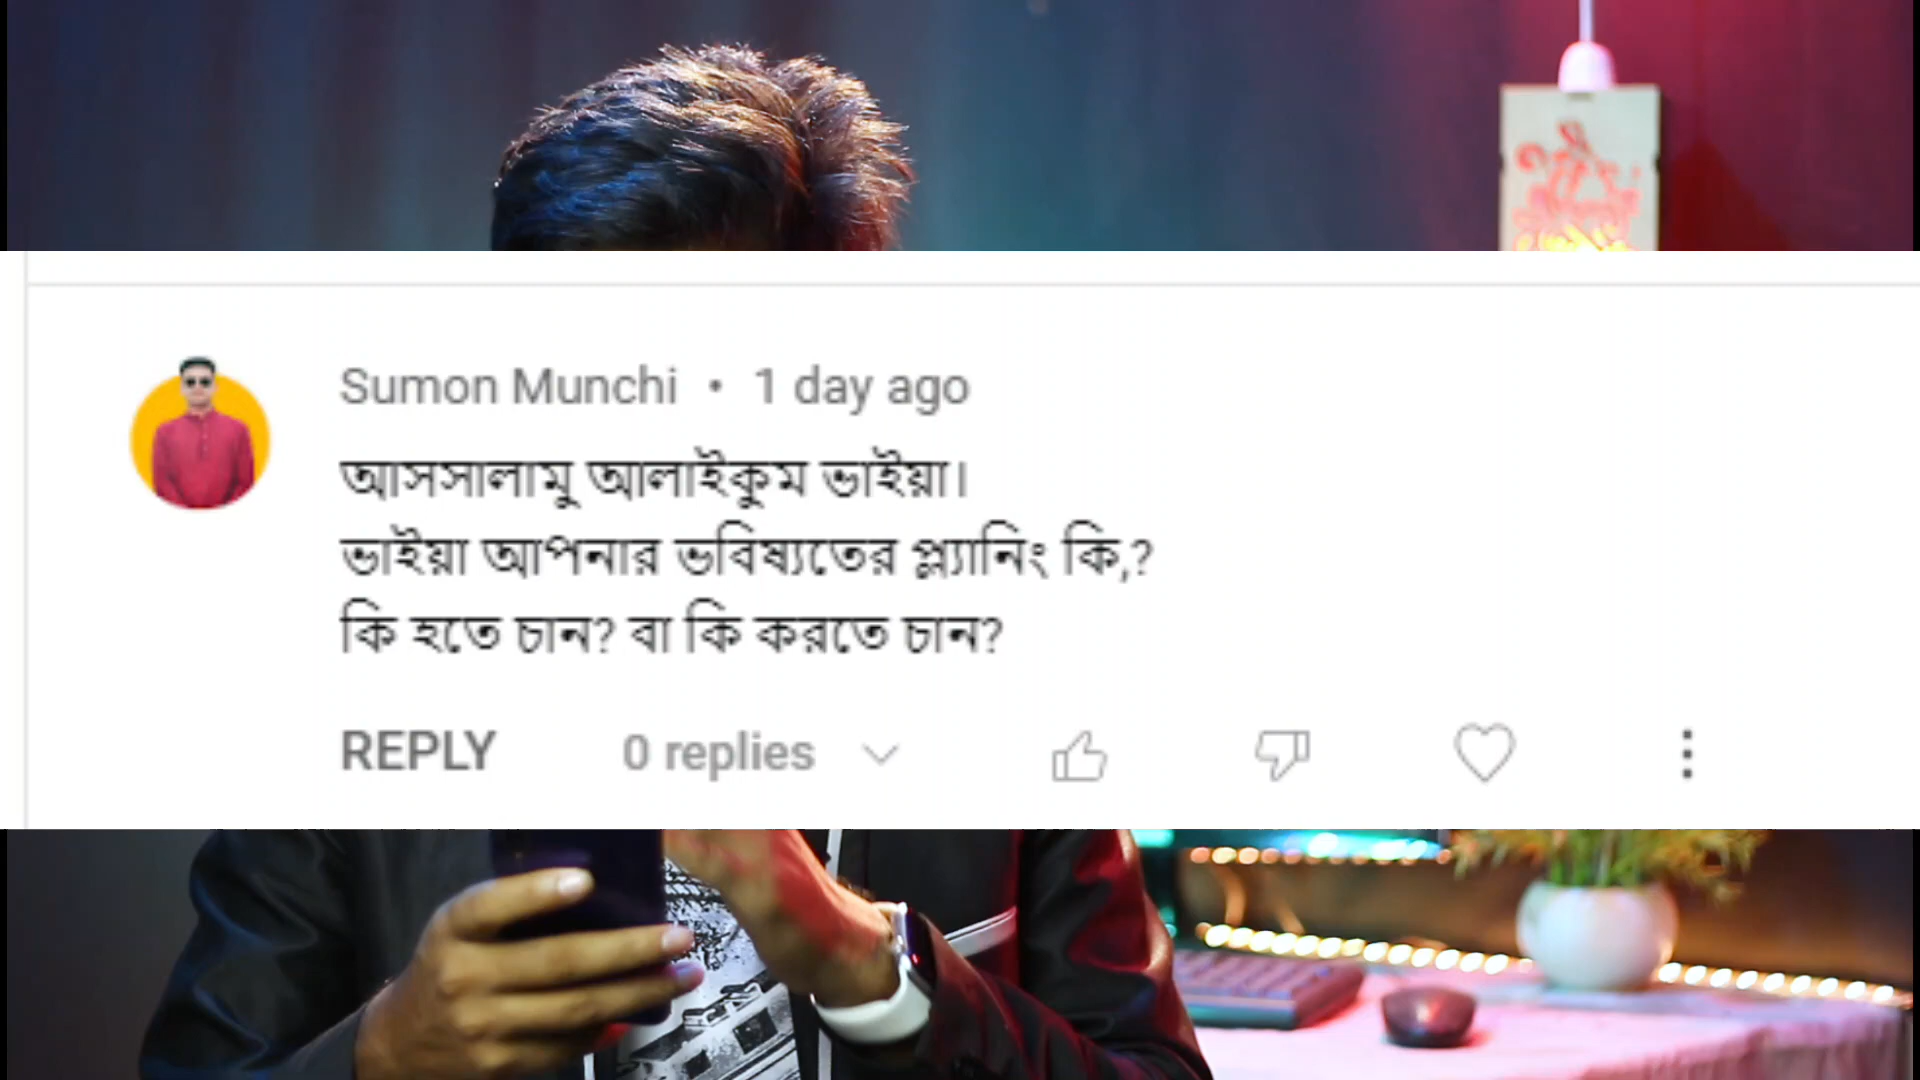 Sumon Munchi • 1 day ago
আসসালামু আলাইকুম ভাইয়া।
ভাইয়া আপনার ভবিষ্যতের প্ল্যানিং কি,?
কি হতে চান? বা কি করতে চান?
REPLY 0 replies